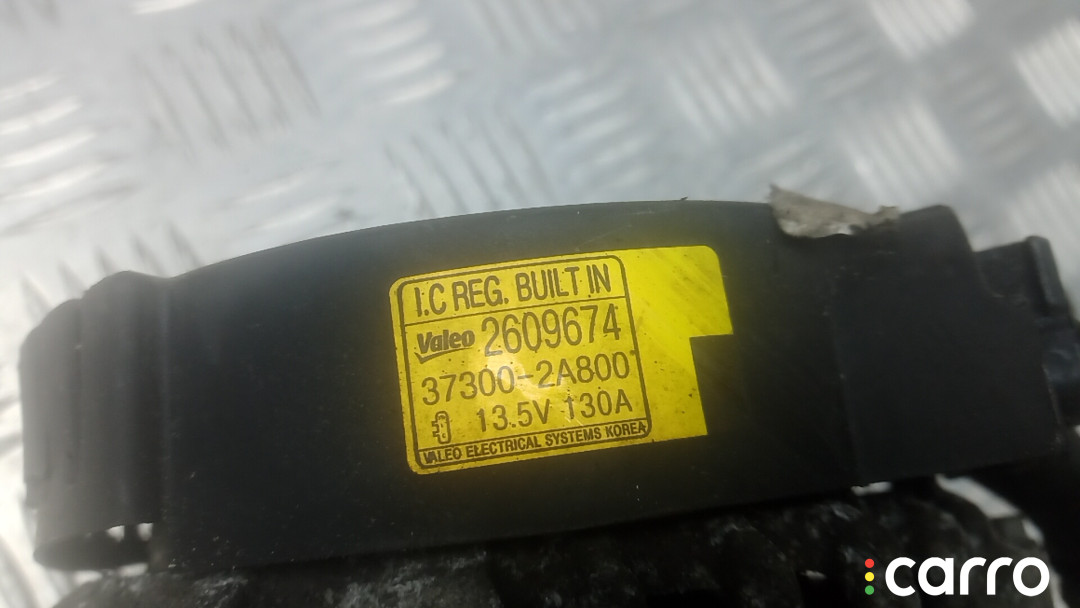 I.C REG. BUILT IN
Valeo 2609674
37300-2A800
13.5V 130A
VALEO ELECTRICAL SYSTEMS KOREA
carro